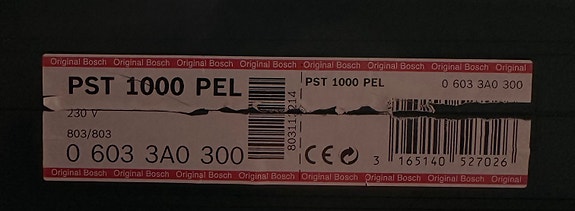 Original Bosch Original Bosch Original Bosch Original Bosch Original Bosch Original Bosch Original Bosch
PST 1000 PEL
230 V
803/803
0 603 3A0 300
PST 1000 PEL
0 603 3A0 300
CE
3 165140 527026
Original Bosch Original Bosch Original Bosch Original Bosch Original Bosch Original Bosch Original Bosch